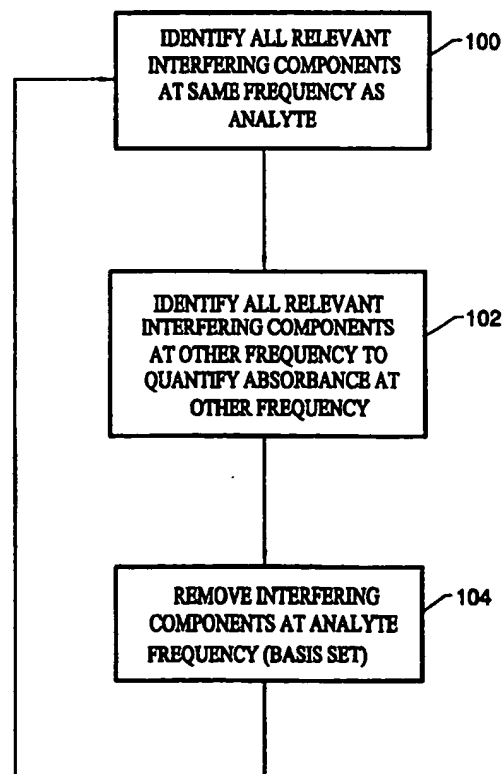 IDENTIFY ALL RELEVANT
INTERFERING COMPONENTS
AT SAME FREQUENCY AS
ANALYTE
100
IDENTIFY ALL RELEVANT
INTERFERING COMPONENTS
AT OTHER FREQUENCY TO
QUANTIFY ABSORBANCE AT
OTHER FREQUENCY
102
REMOVE INTERFERING
COMPONENTS AT ANALYTE
FREQUENCY (BASIS SET)
104